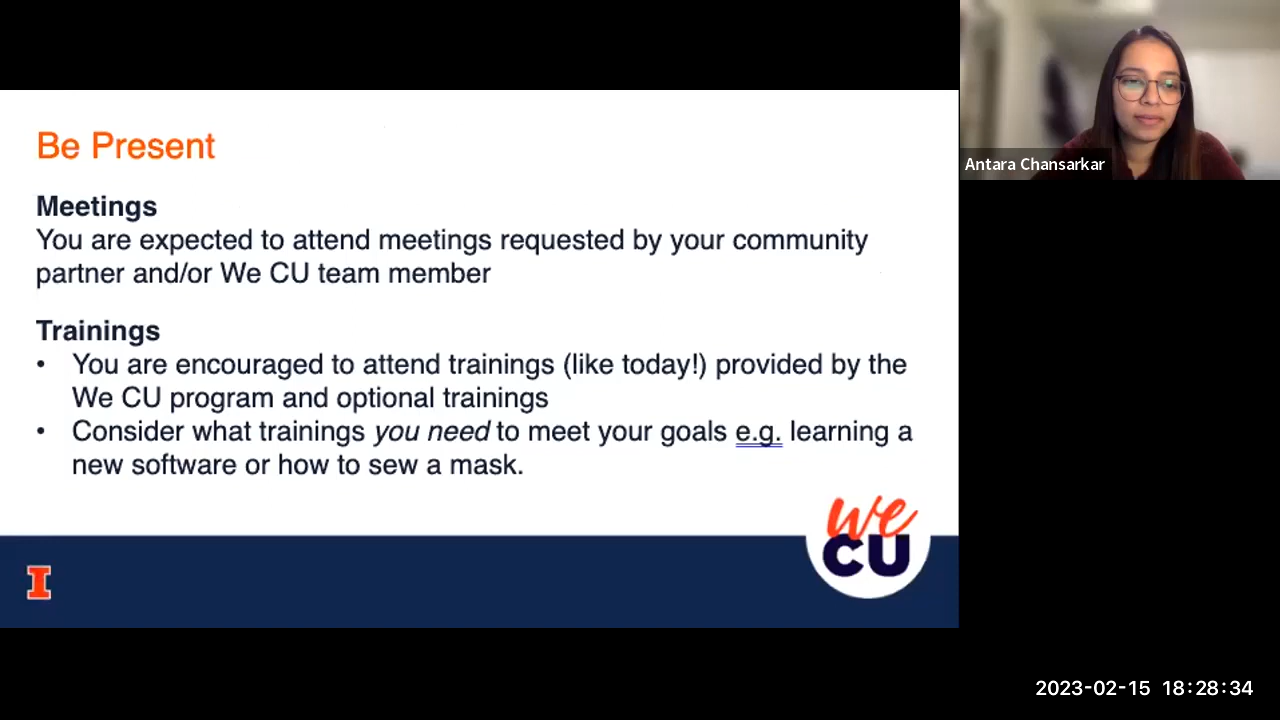 Be Present
Meetings
You are expected to attend meetings requested by your community
partner and/or We CU team member
Trainings
• You are encouraged to attend trainings (like today!) provided by the
We CU program and optional trainings
• Consider what trainings you need to meet your goals e.g. learning a
new software or how to sew a mask.
we
CU
I
Antara Chansarkar
2023-02-15 18:28:34